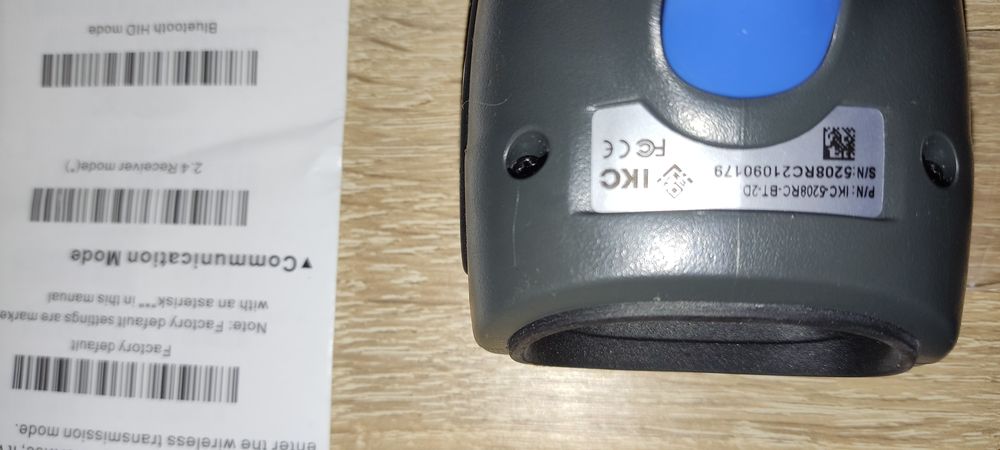 enter the wireless transmission mode.
Factory default
Note: Factory default settings are marke
with an asterisk "*" in this manual
▼Communication Mode
2.4 Receiver mode(*)
Bluetooth HID mode
P/N: IKC-5208RC-BT-2D
S/N:5208RC21090179
IKC
FC CE